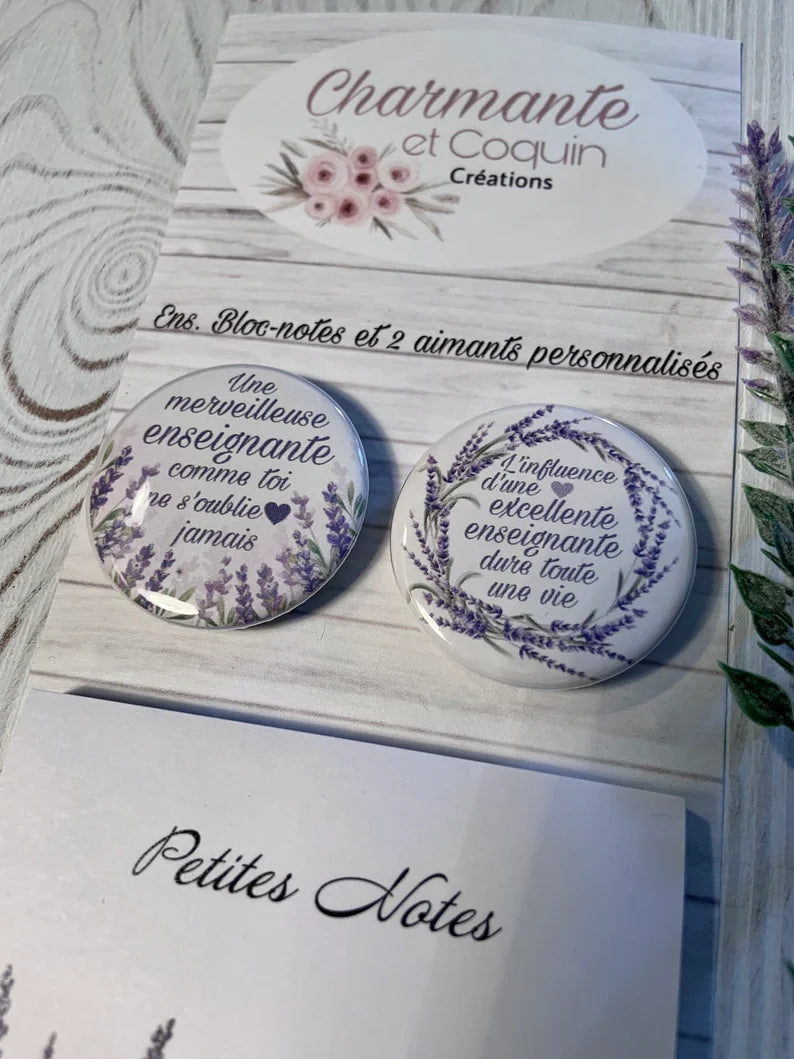 Charmante
et Coquin
Créations
Ens. Bloc-notes et 2 aimants personnalisés
Une
merveilleuse
enseignante
comme toi
ne s'oublie
jamais
L'influence
d'une
excellente
enseignante
dure toute
une vie
Petites Notes